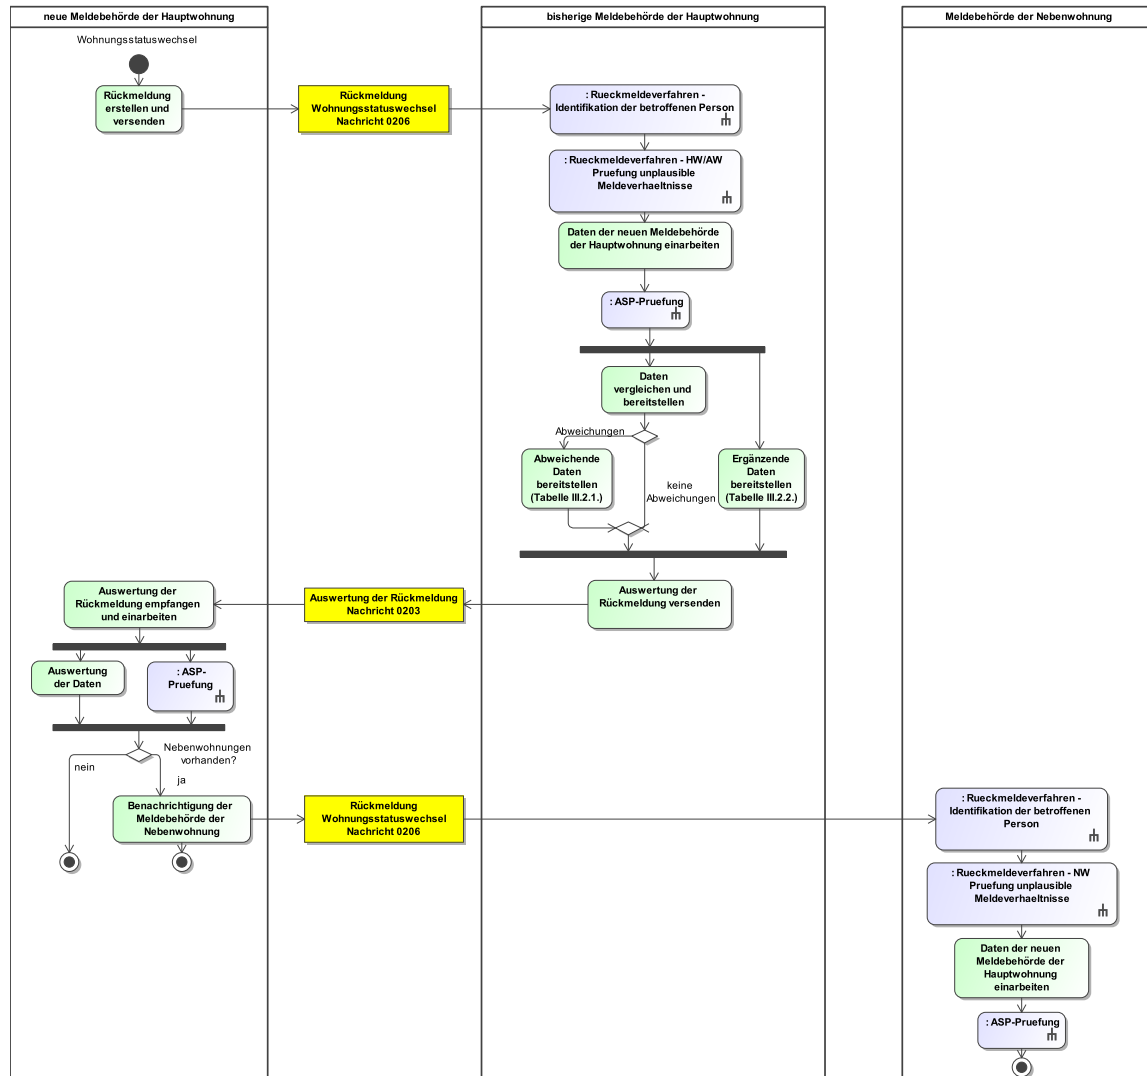 neue Meldebehörde der Hauptwohnung
bisherige Meldebehörde der Hauptwohnung
Meldebehörde der Nebenwohnung
Wohnungsstatuswechsel
Rückmeldung
erstellen und
versenden
Rückmeldung
Wohnungsstatuswechsel
Nachricht 0206
: Rueckmeldeverfahren -
Identifikation der betroffenen Person
: Rueckmeldeverfahren - HW/AW
Pruefung unplausible
Meldeverhaeltnisse
Daten der neuen Meldebehörde
der Hauptwohnung einarbeiten
: ASP-Pruefung
Daten
vergleichen und
bereitstellen
Abweichungen
Abweichende
Daten
bereitstellen
(Tabelle III.2.1.)
keine
Abweichungen
Ergänzende
Daten
bereitstellen
(Tabelle III.2.2.)
Auswertung der
Rückmeldung versenden
Auswertung der Rückmeldung
Nachricht 0203
Auswertung der
Rückmeldung empfangen
und einarbeiten
Auswertung
der Daten
: ASP-
Pruefung
Nebenwohnungen
vorhanden?
nein
ja
Benachrichtigung der
Meldebehörde der
Nebenwohnung
Rückmeldung
Wohnungsstatuswechsel
Nachricht 0206
: Rueckmeldeverfahren -
Identifikation der betroffenen
Person
: Rueckmeldeverfahren - NW
Pruefung unplausible
Meldeverhaeltnisse
Daten der neuen
Meldebehörde der
Hauptwohnung
einarbeiten
: ASP-Pruefung